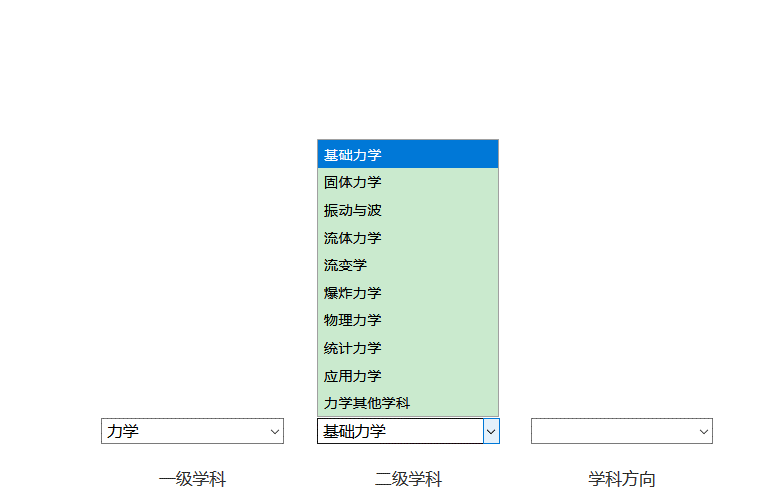 基础力学
固体力学
振动与波
流体力学
流变学
爆炸力学
物理力学
统计力学
应用力学
力学其他学科
力学 基础力学
一级学科 二级学科 学科方向